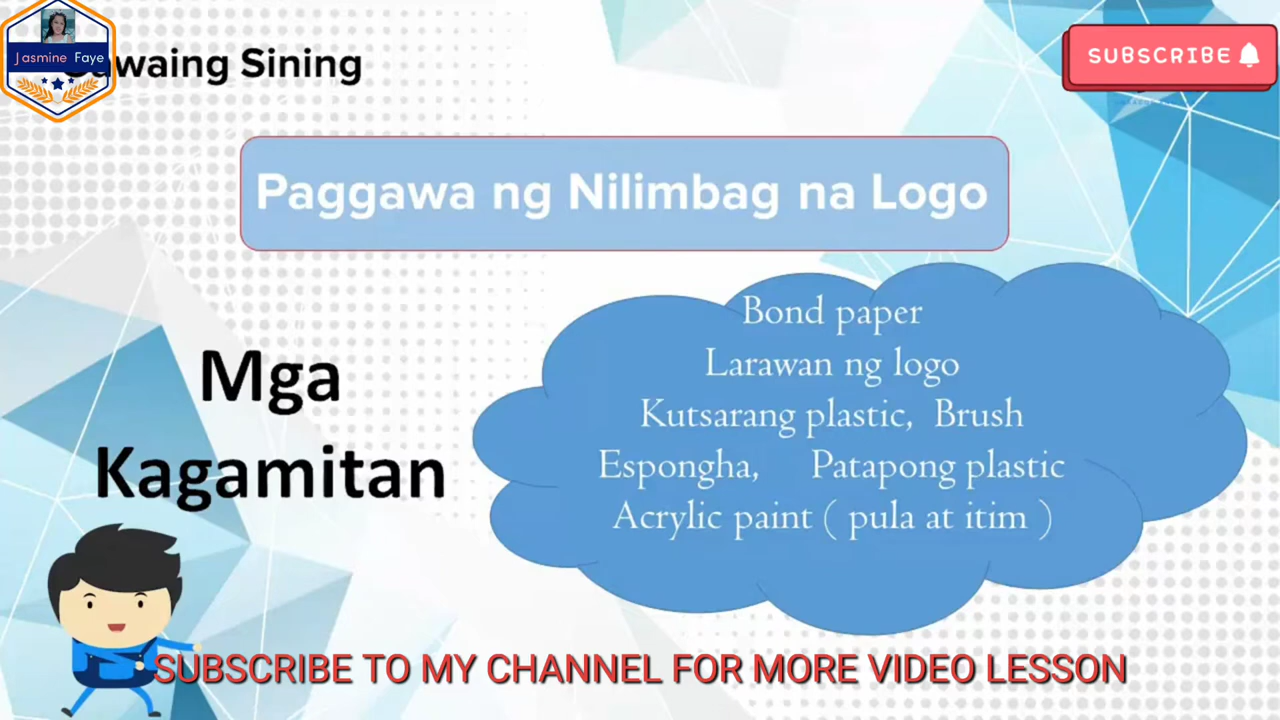 Jasmine Faye
waing Sining
SUBSCRIBE
Paggawa ng Nilimbag na Logo
Mga
Kagamitan
Bond paper
Larawan ng logo
Kutsarang plastic, Brush
Espongha, Patapong plastic
Acrylic paint ( pula at itim )
SUBSCRIBE TO MY CHANNEL FOR MORE VIDEO LESSON